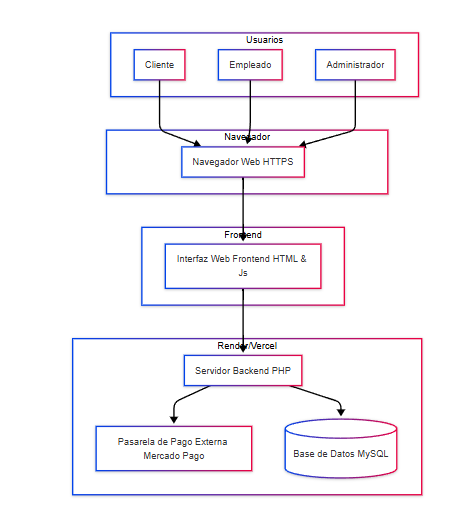 Usuarios
Cliente
Empleado
Administrador
Navegador
Navegador Web HTTPS
Frontend
Interfaz Web Frontend HTML &
Js
Render/Vercel
Servidor Backend PHP
Pasarela de Pago Externa
Mercado Pago
Base de Datos MySQL